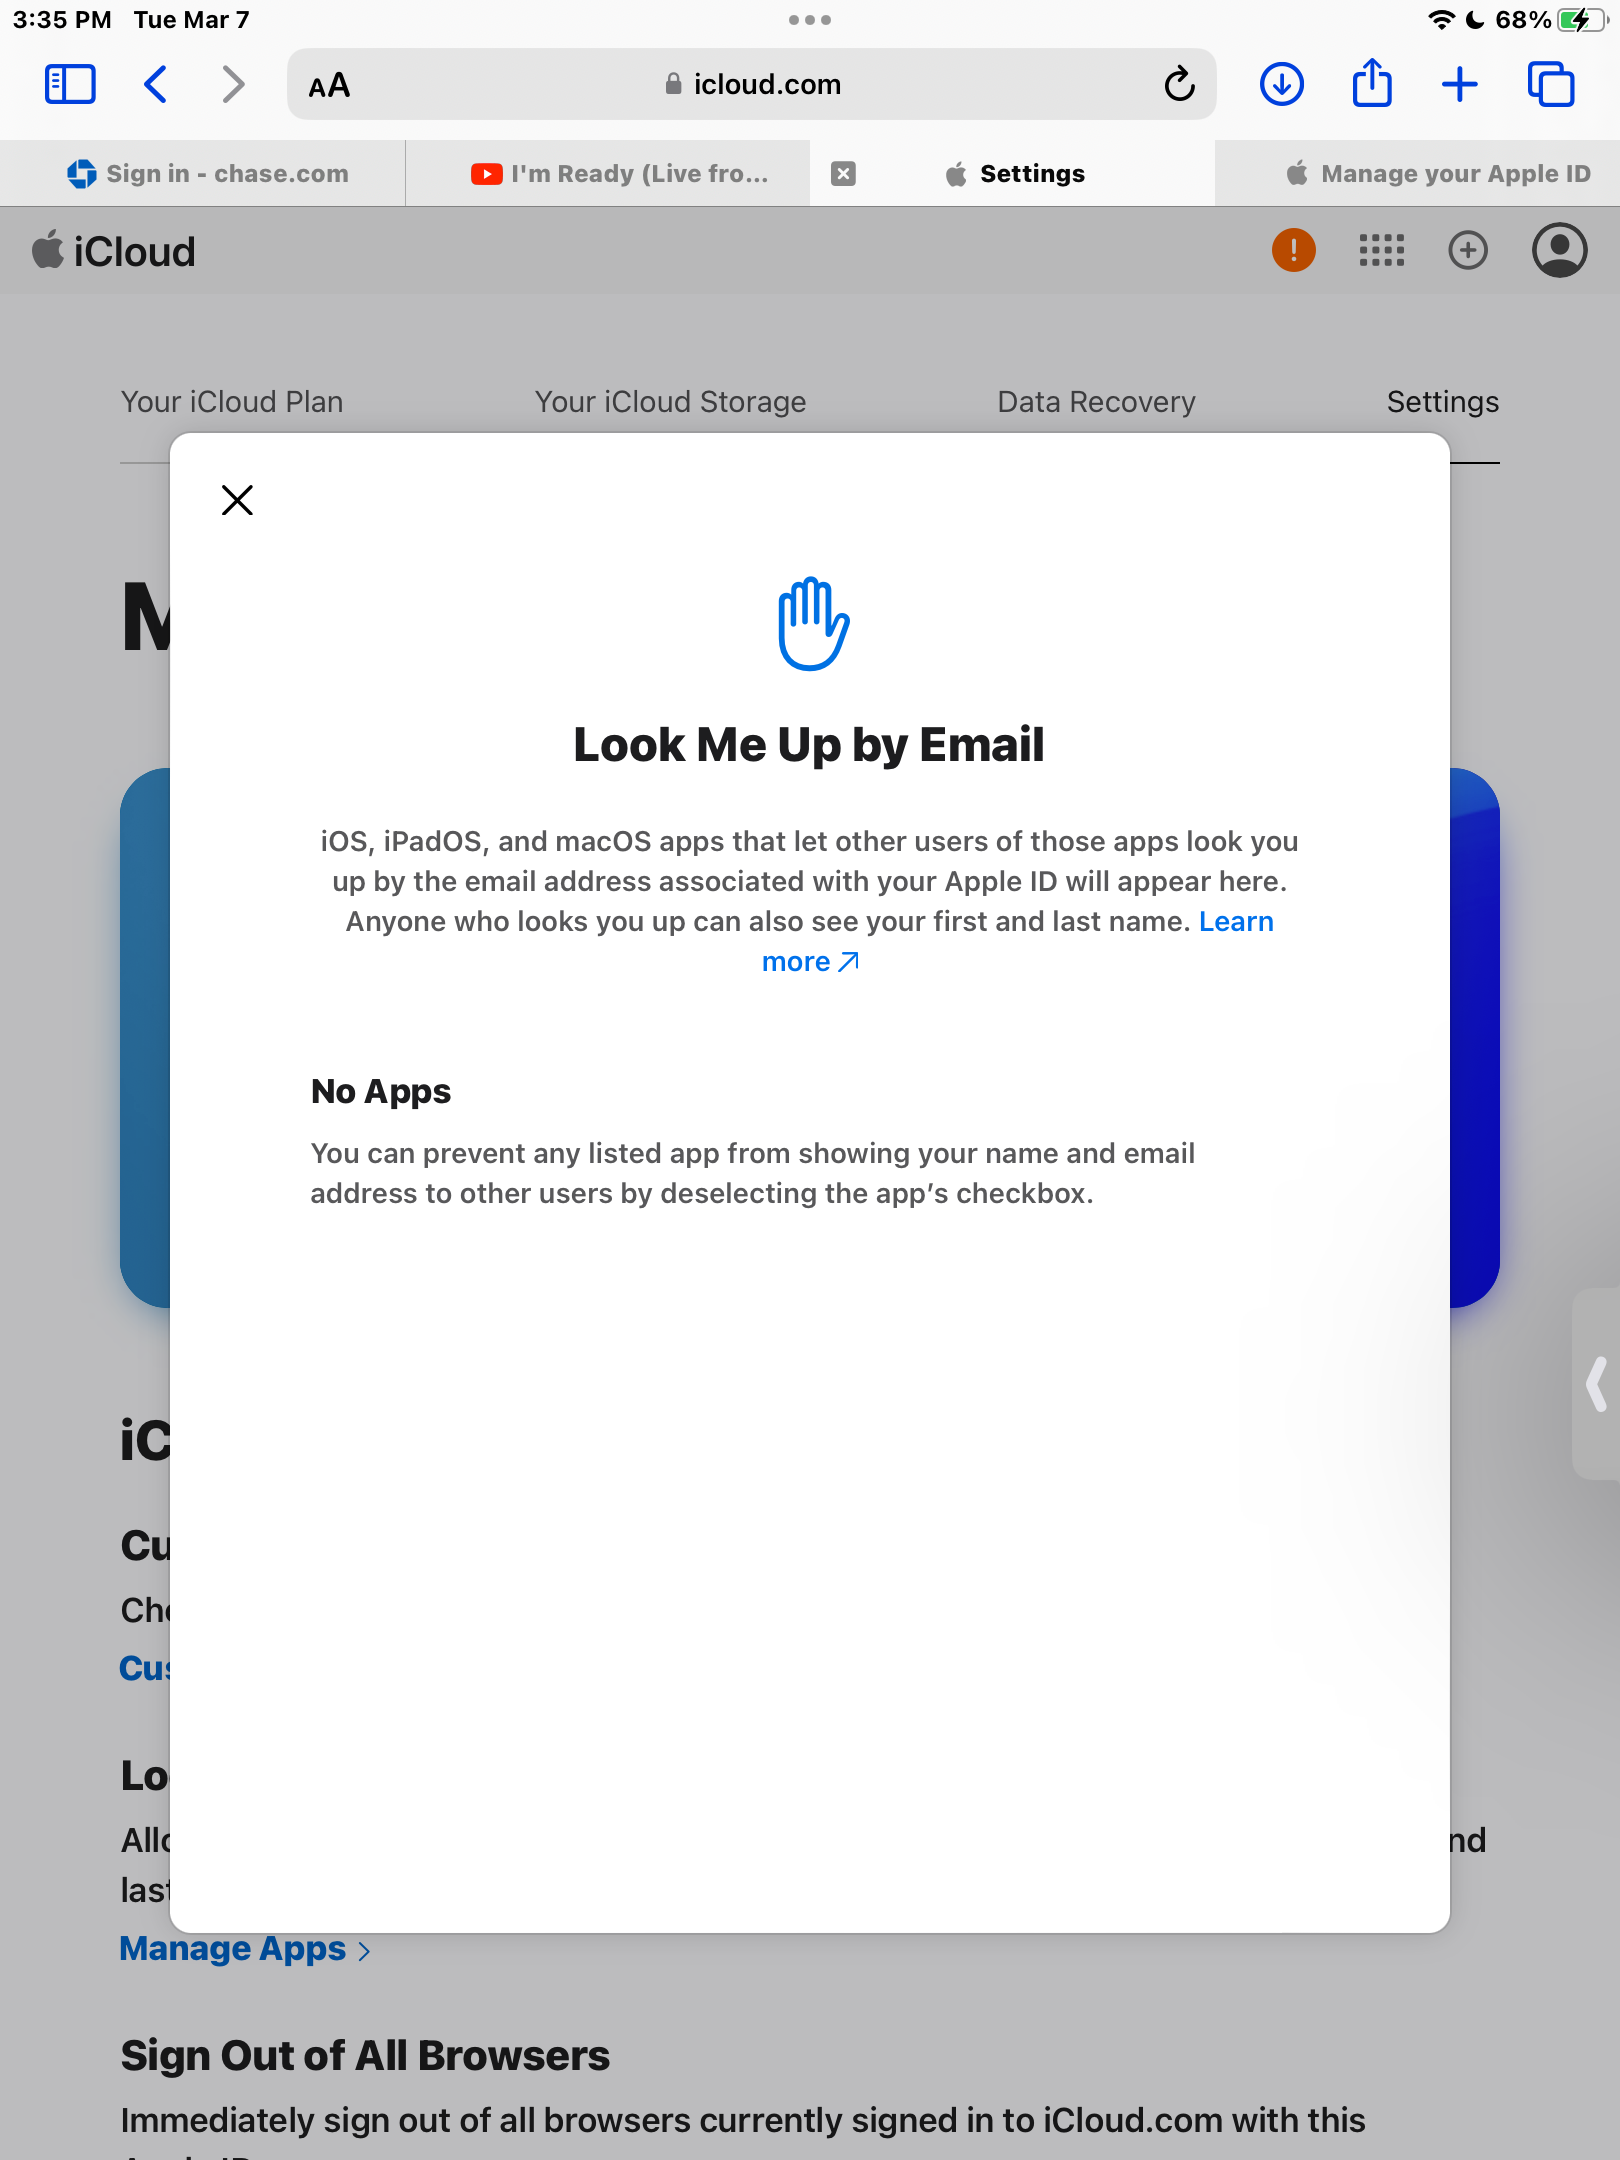 3:35 PM Tue Mar 7
68%
AA
icloud.com
Sign in - chase.com
I'm Ready (Live fro...
Settings
Manage your Apple ID
iCloud
Your iCloud Plan
Your iCloud Storage
Data Recovery
Settings
M
Look Me Up by Email
iOS, iPadOS, and macOS apps that let other users of those apps look you
up by the email address associated with your Apple ID will appear here.
Anyone who looks you up can also see your first and last name. Learn
more
No Apps
You can prevent any listed app from showing your name and email
address to other users by deselecting the app’s checkbox.
iC
Cu
Cho
Cus
Lo
Allo
nd
last
Manage Apps
Sign Out of All Browsers
Immediately sign out of all browsers currently signed in to iCloud.com with this